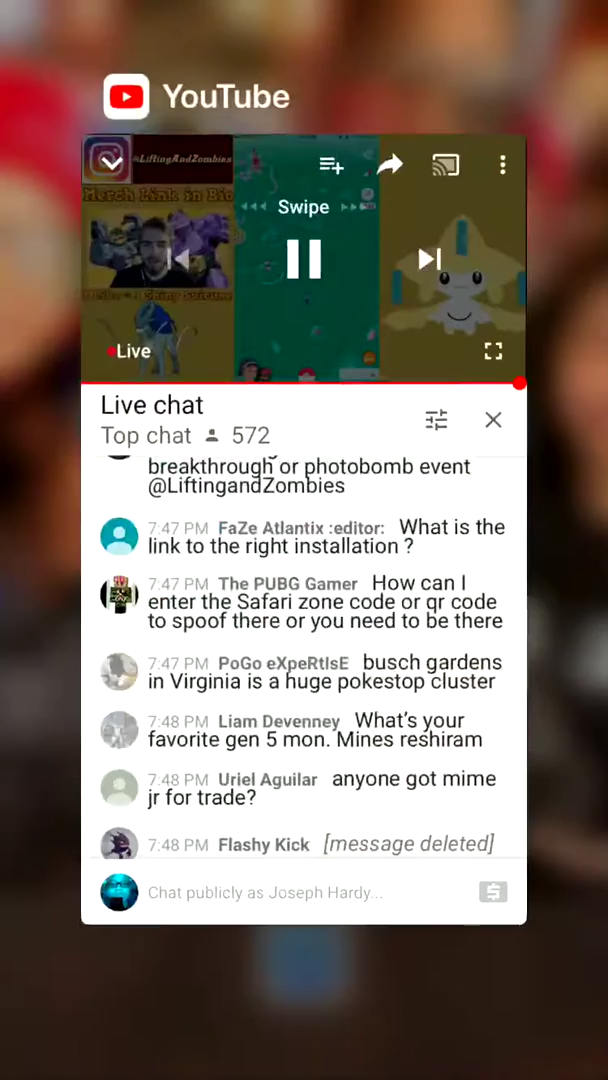 YouTube
@LiftingAndZombies
Merch Link in Bio
Swipe
Live
Live chat
Top chat 572
breakthrough or photobomb event
@LiftingandZombies
7:47 PM FaZe Atlantix :editor: What is the
link to the right installation ?
7:47 PM The PUBG Gamer How can I
enter the Safari zone code or qr code
to spoof there or you need to be there
7:47 PM PoGo eXpeRtIsE busch gardens
in Virginia is a huge pokestop cluster
7:48 PM Liam Devenney What's your
favorite gen 5 mon. Mines reshiram
7:48 PM Uriel Aguilar anyone got mime
jr for trade?
7:48 PM Flashy Kick [message deleted]
Chat publicly as Joseph Hardy...